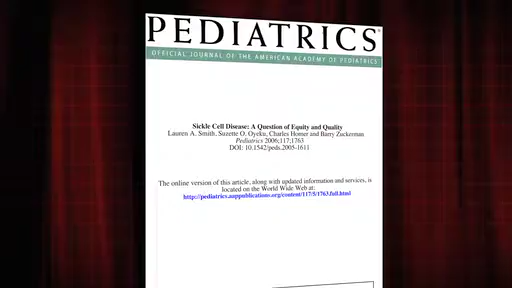 PEDIATRICS®
OFFICIAL JOURNAL OF THE AMERICAN ACADEMY OF PEDIATRICS
Sickle Cell Disease: A Question of Equity and Quality
Lauren A. Smith, Suzette O. Oyeku, Charles Homer and Barry Zuckerman
Pediatrics 2006;117;1763
DOI: 10.1542/peds.2005-1611
The online version of this article, along with updated information and services, is
located on the World Wide Web at:
http://pediatrics.aappublications.org/content/117/5/1763.full.html